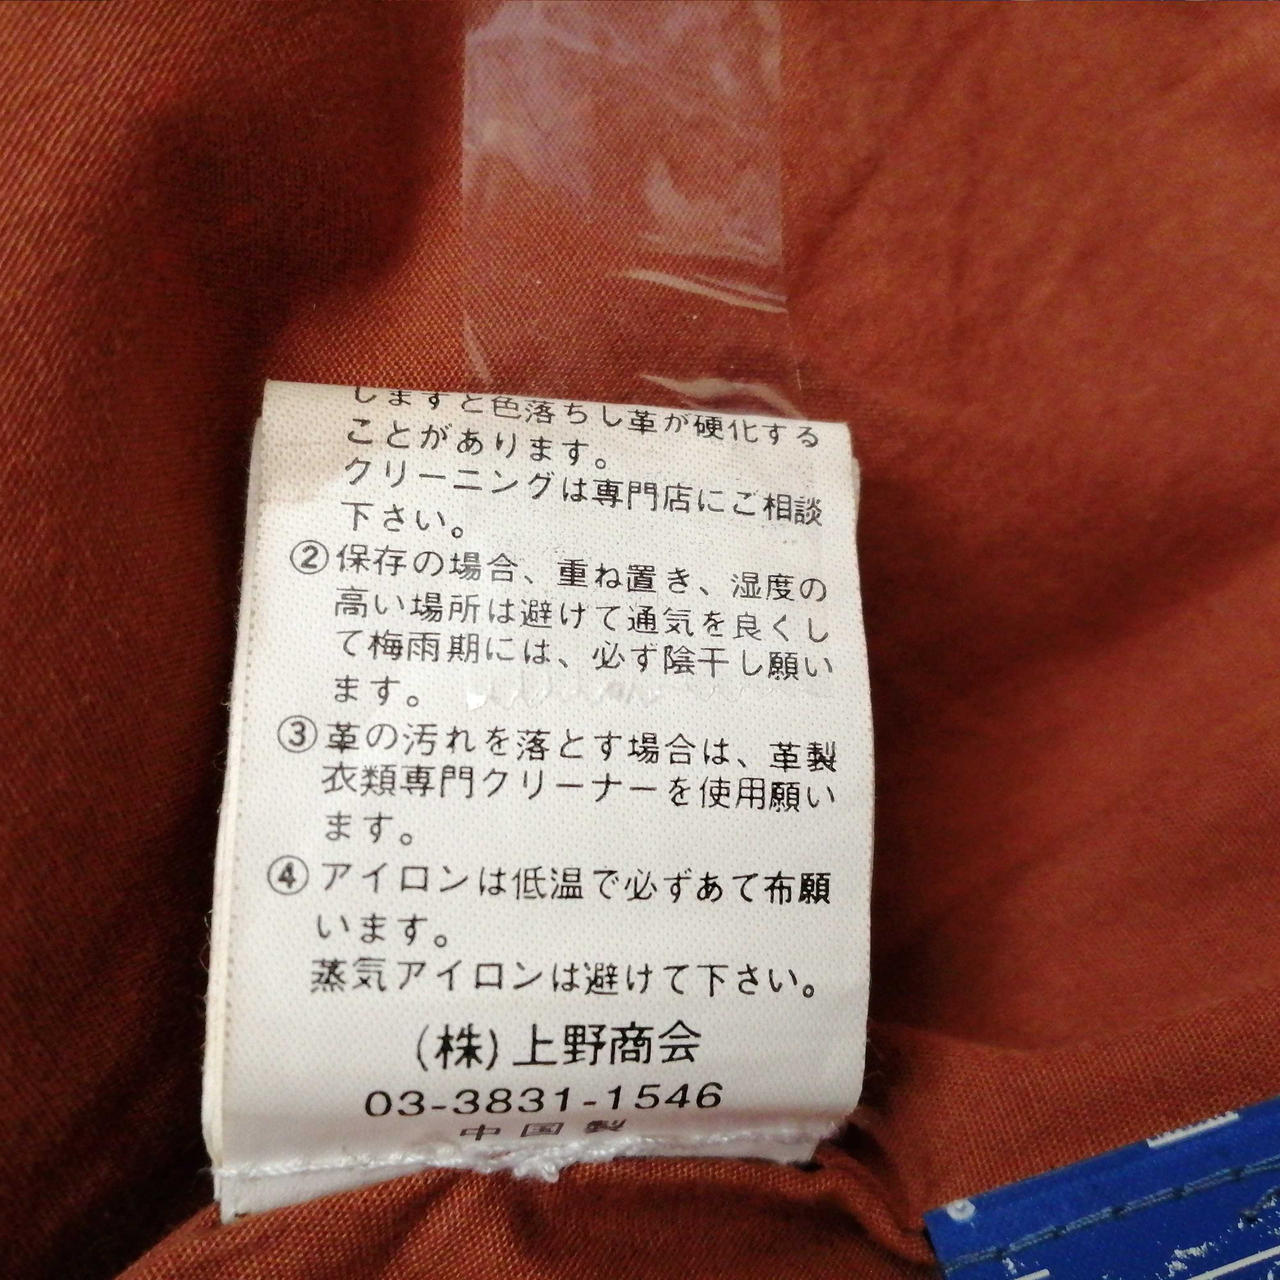 しますと色落ちし革が硬化する
ことがあります。
クリーニングは専門店にご相談
下さい。
②保存の場合、重ね置き、湿度の
高い場所は避けて通気を良くし
て梅雨期には、必ず陰干し願い
ます。
③革の汚れを落とす場合は、革製
衣類専門クリーナーを使用願い
ます。
④アイロンは低温で必ずあて布願
います。
蒸気アイロンは避けて下さい。
(株)上野商会
03-3831-1546
中国製